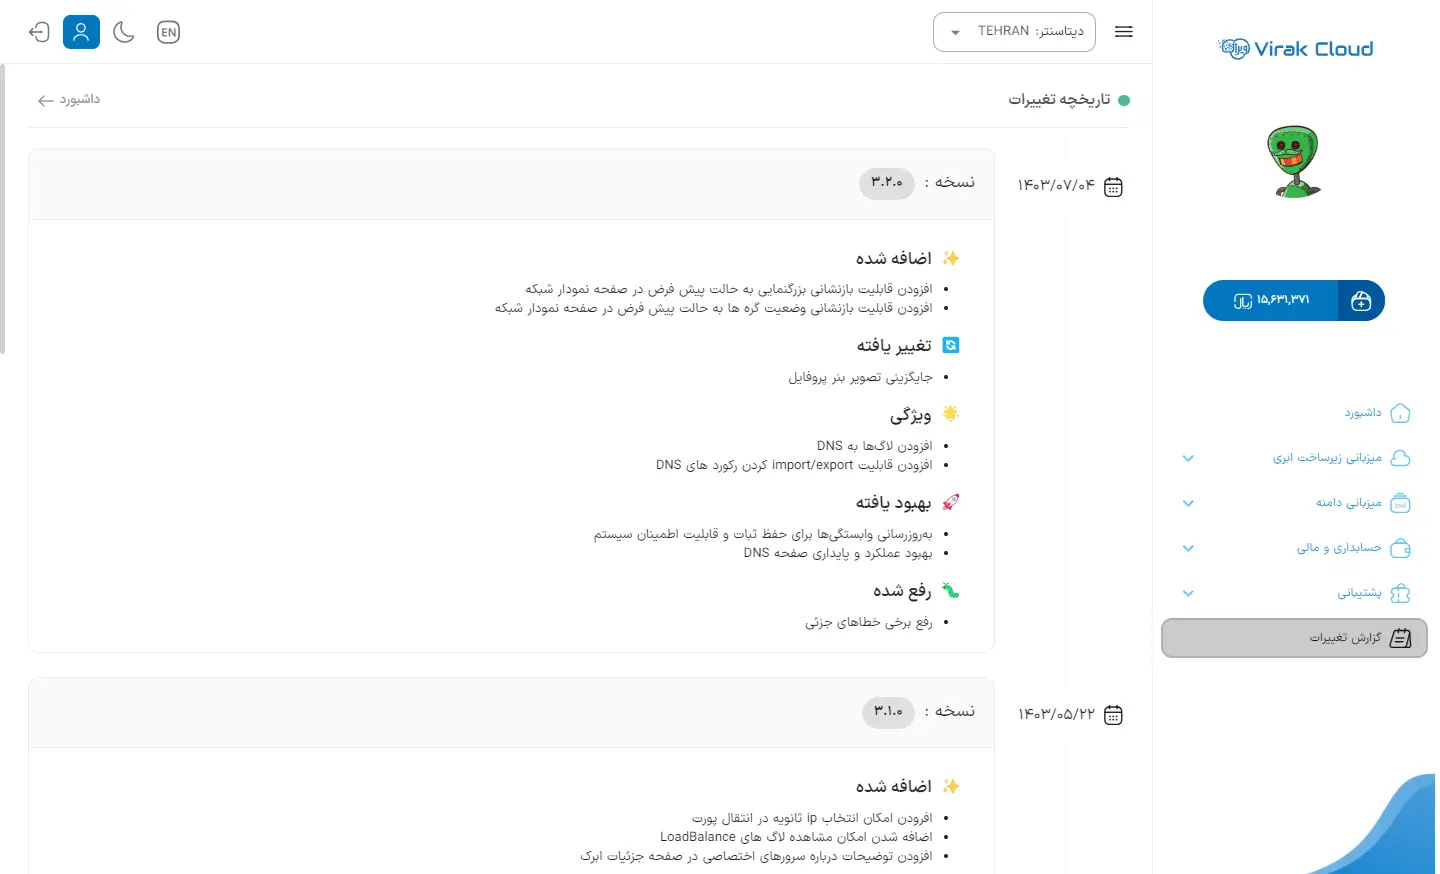 Virak Cloud
۱۵,۶۳۱,۳۷۱ ریال
داشبورد
میزبانی زیرساخت ابری
میزبانی دامنه
حسابداری و مالی
پشتیبانی
گزارش تغییرات
دیتاسنتر: TEHRAN
EN
تاریخچه تغییرات
داشبورد
۱۴۰۳/۰۷/۰۴
نسخه : ۳.۲.۰
اضافه شده
افزودن قابلیت بازنشانی بزرگنمایی به حالت پیش فرض در صفحه نمودار شبکه
افزودن قابلیت بازنشانی وضعیت گره ها به حالت پیش فرض در صفحه نمودار شبکه
تغییر یافته
جایگزینی تصویر بنر پروفایل
ویژگی
افزودن لاگ‌ها به DNS
افزودن قابلیت import/export کردن رکورد های DNS
بهبود یافته
به‌روزرسانی وابستگی‌ها برای حفظ ثبات و قابلیت اطمینان سیستم
بهبود عملکرد و پایداری صفحه DNS
رفع شده
رفع برخی خطاهای جزئی
۱۴۰۳/۰۵/۲۲
نسخه : ۳.۱.۰
اضافه شده
افرودن امکان انتخاب ip ثانویه در انتقال پورت
اضافه شدن امکان مشاهده لاگ های LoadBalance
افزودن توضیحات درباره سرورهای اختصاصی در صفحه جزئیات ابرک